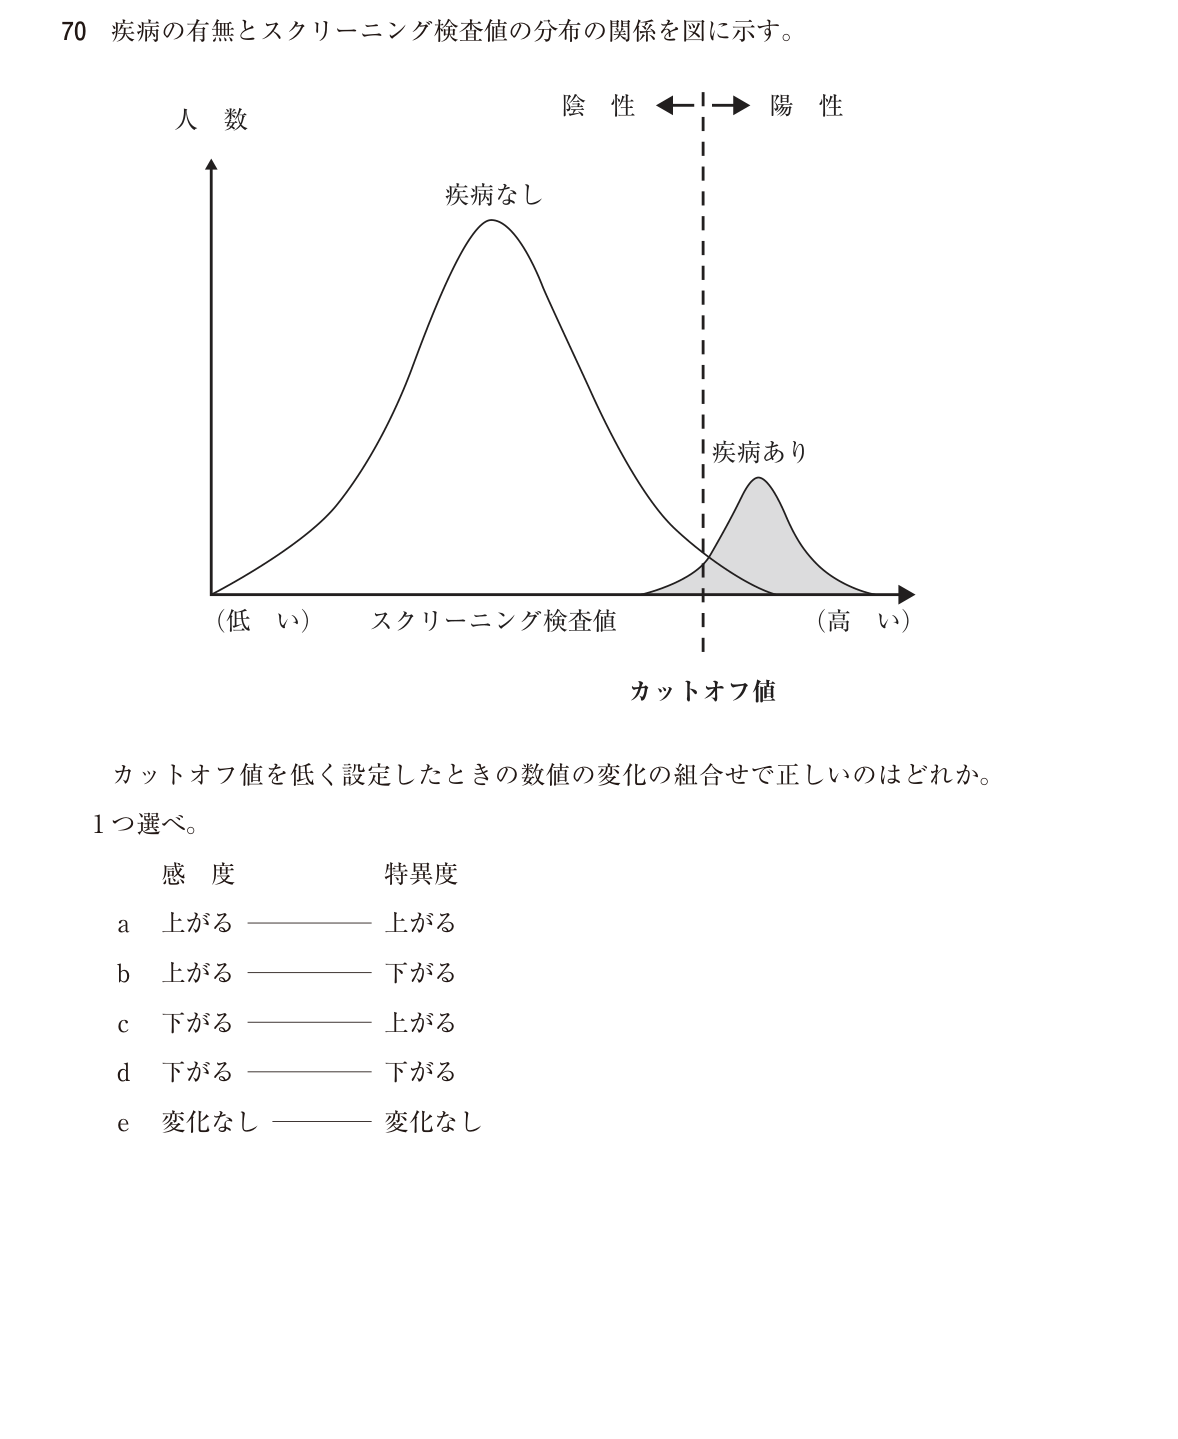 70 疾病の有無とスクリーニング検査値の分布の関係を図に示す。
陰 性 陽 性
人 数
疾病なし
疾病あり
(低 い) スクリーニング検査値 (高 い)
カットオフ値
カットオフ値を低く設定したときの数値の変化の組合せで正しいのはどれか。
1つ選べ。
感 度 特異度
a 上がる ――― 上がる
b 上がる ――― 下がる
c 下がる ――― 上がる
d 下がる ――― 下がる
e 変化なし ――― 変化なし